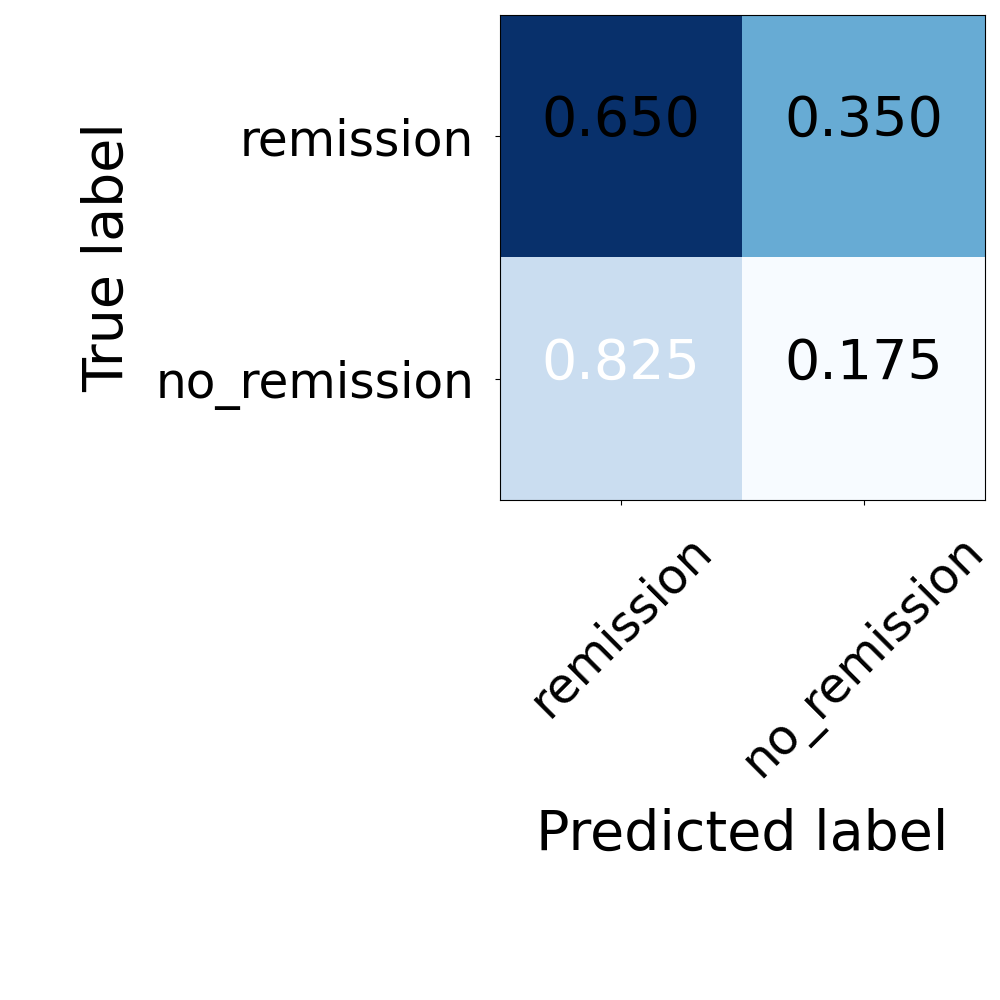 True label
remission
0.650 0.350
no_remission
0.825 0.175
remission
no_remission
Predicted label